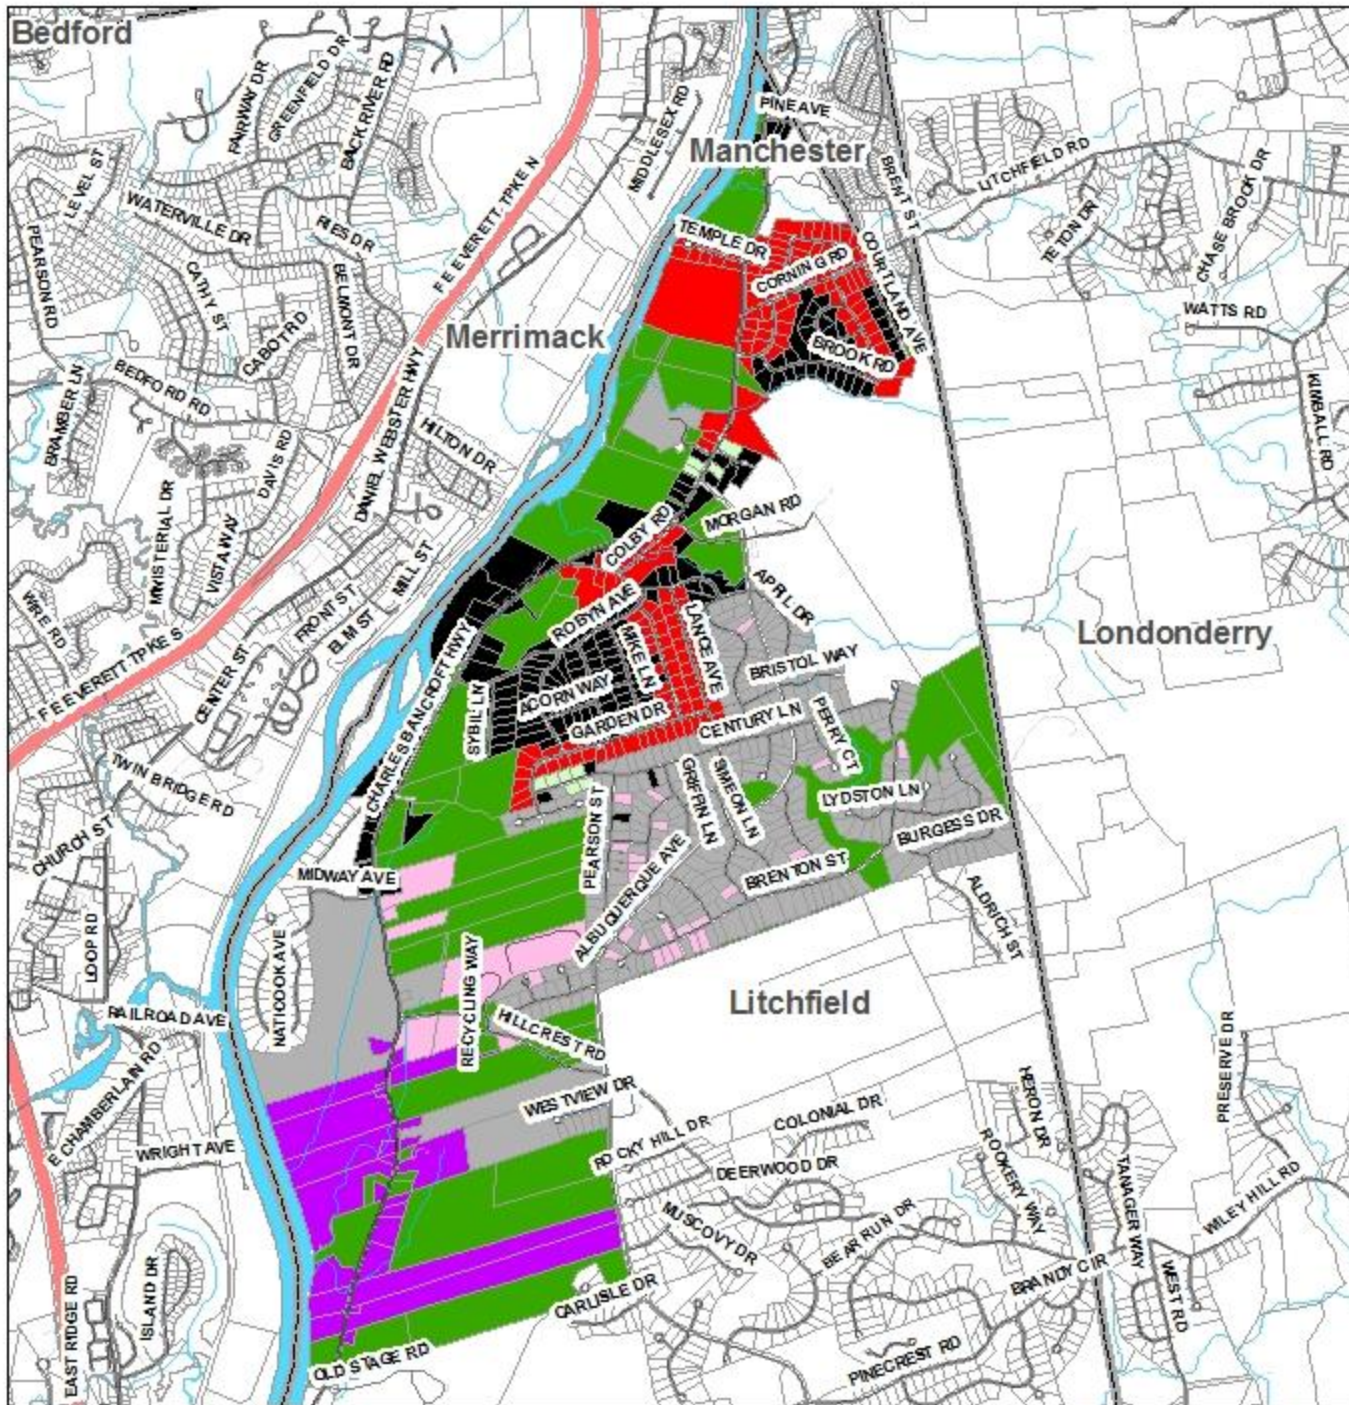 Bedford
FAIRWAY DR
GREENFIELD DR
BACK RIVER RD
MIDDLESEX RD
PINE AVE
Manchester
BRENT ST
LITCHFIELD RD
CHASE BROOK DR
TETON DR
LEVEL ST
WATERVILLE DR
RIES DR
PEARSON RD
CATHY ST
BELMONT DR
F E EVERETT TPKE N
TEMPLE DR
CORNING RD
COURTLAND AVE
WATTS RD
Merrimack
CABOT RD
BROOK RD
KIMBALL RD
BRAMBER LN
BEDFORD RD
DAVIS RD
DANIEL WEBSTER HWY
HILTON DR
MINISTERIAL DR
VISTA WAY
COLBY RD
MORGAN RD
MILL ST
APRIL DR
WIRE RD
FRONT ST
ELM ST
ROBYN AVE
MIKE LN
LANCE AVE
Londonderry
F E EVERETT TPKE S
CENTER ST
CHARLES BANCROFT HWY
SYBIL LN
ACORN WAY
BRISTOL WAY
GARDEN DR
CENTURY LN
PERRY CT
TWIN BRIDGE RD
GRIFFIN LN
SIMEON LN
LYDSTON LN
PEARSON ST
BURGESS DR
CHURCH ST
MIDWAY AVE
ALBUQUERQUE AVE
BRENTON ST
ALDRICH ST
LOOP RD
NATICOOK AVE
RECYCLING WAY
Litchfield
RAILROAD AVE
HILLCREST RD
E CHAMBERLAIN RD
WESTVIEW DR
HERON DR
PRESERVE DR
WRIGHT AVE
ROCKY HILL DR
COLONIAL DR
DEERWOOD DR
ROOKERY WAY
TANAGER WAY
WILEY HILL RD
MUSCOVY DR
BEAR RUN DR
EAST RIDGE RD
ISLAND DR
CARLISLE DR
BRANDY CIR
WEST RD
OLD STAGE RD
PINECREST RD